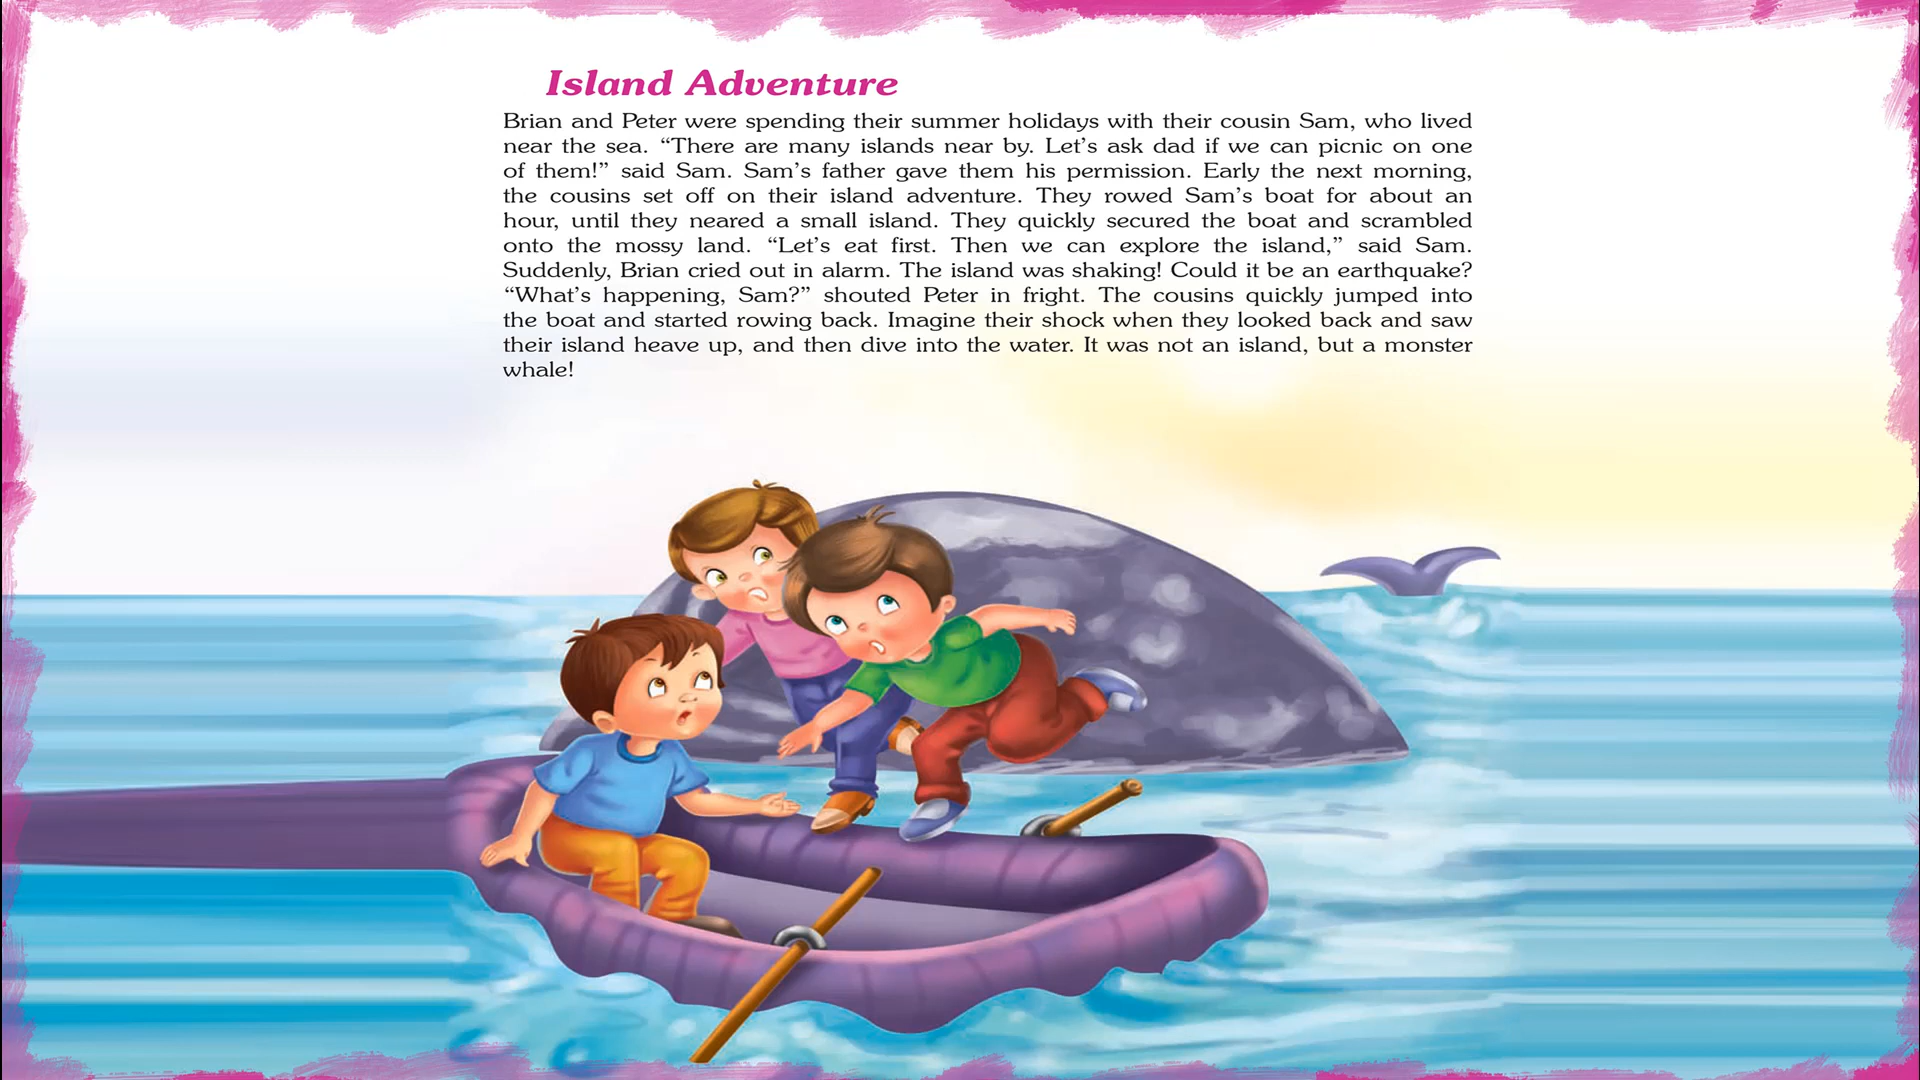 Island Adventure
Brian and Peter were spending their summer holidays with their cousin Sam, who lived
near the sea. “There are many islands near by. Let’s ask dad if we can picnic on one
of them!” said Sam. Sam’s father gave them his permission. Early the next morning,
the cousins set off on their island adventure. They rowed Sam’s boat for about an
hour, until they neared a small island. They quickly secured the boat and scrambled
onto the mossy land. “Let’s eat first. Then we can explore the island,” said Sam.
Suddenly, Brian cried out in alarm. The island was shaking! Could it be an earthquake?
“What’s happening, Sam?” shouted Peter in fright. The cousins quickly jumped into
the boat and started rowing back. Imagine their shock when they looked back and saw
their island heave up, and then dive into the water. It was not an island, but a monster
whale!